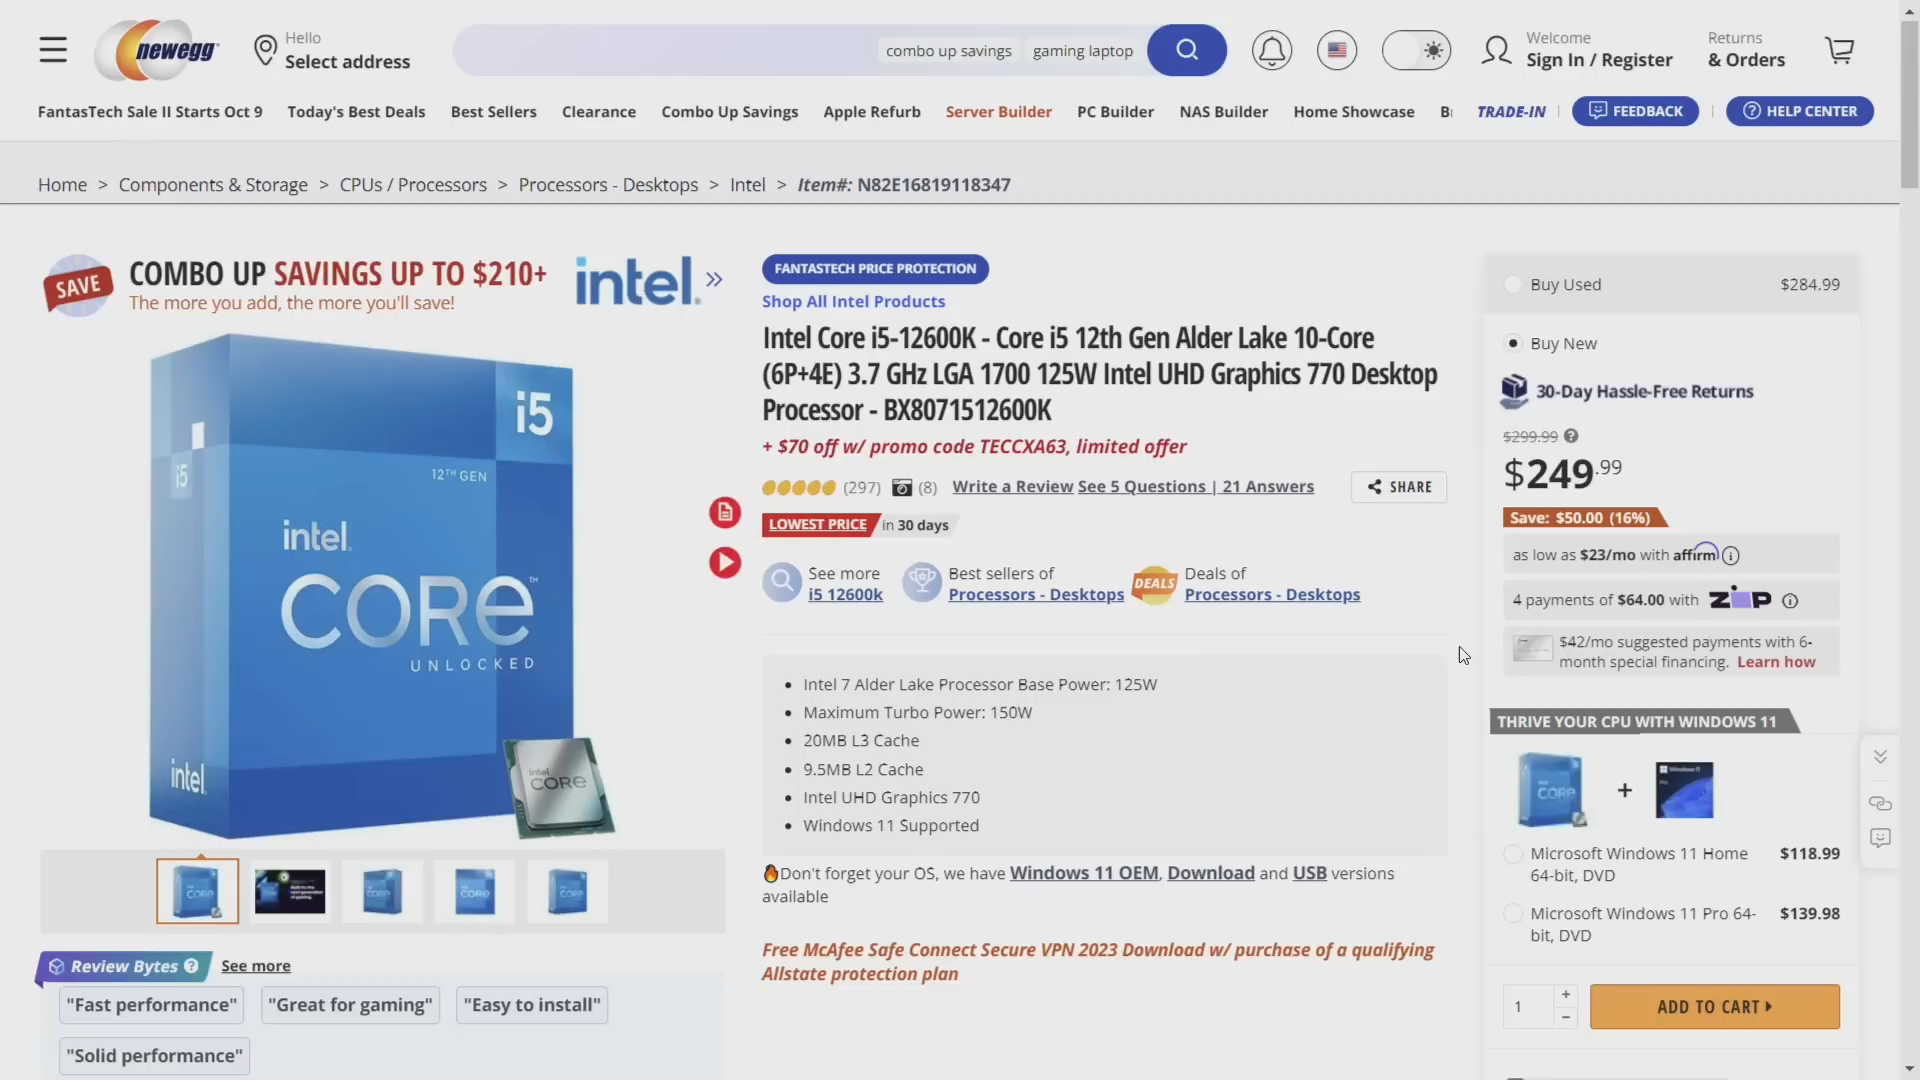 newegg
Hello
Select address
combo up savings
gaming laptop
Welcome
Sign In / Register
Returns
& Orders
FantasTech Sale II Starts Oct 9
Today's Best Deals
Best Sellers
Clearance
Combo Up Savings
Apple Refurb
Server Builder
PC Builder
NAS Builder
Home Showcase
TRADE-IN
FEEDBACK
HELP CENTER
Home > Components & Storage > CPUs / Processors > Processors - Desktops > Intel > Item#: N82E16819118347
SAVE
COMBO UP SAVINGS UP TO $210+
The more you add, the more you'll save!
intel.
i5
i5
12TH GEN
intel.
CORE™
UNLOCKED
intel.
intel
CORE
Review Bytes
See more
"Fast performance"
"Great for gaming"
"Easy to install"
"Solid performance"
FANTASTECH PRICE PROTECTION
Shop All Intel Products
Intel Core i5-12600K - Core i5 12th Gen Alder Lake 10-Core
(6P+4E) 3.7 GHz LGA 1700 125W Intel UHD Graphics 770 Desktop
Processor - BX8071512600K
+ $70 off w/ promo code TECCXA63, limited offer
(297)
(8)
Write a Review
See 5 Questions | 21 Answers
SHARE
LOWEST PRICE in 30 days
See more
i5 12600k
Best sellers of
Processors - Desktops
DEALS
Deals of
Processors - Desktops
• Intel 7 Alder Lake Processor Base Power: 125W
• Maximum Turbo Power: 150W
• 20MB L3 Cache
• 9.5MB L2 Cache
• Intel UHD Graphics 770
• Windows 11 Supported
🔥Don't forget your OS, we have Windows 11 OEM, Download and USB versions
available
Free McAfee Safe Connect Secure VPN 2023 Download w/ purchase of a qualifying
Allstate protection plan
Buy Used $284.99
Buy New
30-Day Hassle-Free Returns
$299.99
$249.99
Save: $50.00 (16%)
as low as $23/mo with affirm
4 payments of $64.00 with ZIP
$42/mo suggested payments with 6-
month special financing. Learn how
THRIVE YOUR CPU WITH WINDOWS 11
CORE
+
Microsoft Windows 11 Home
64-bit, DVD
$118.99
Microsoft Windows 11 Pro 64-
bit, DVD
$139.98
1
+
−
ADD TO CART